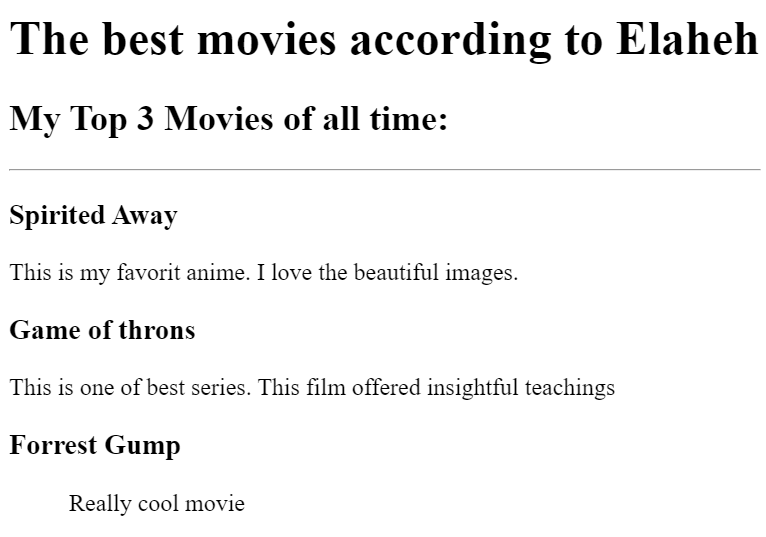 The best movies according to Elaheh
My Top 3 Movies of all time:
Spirited Away
This is my favorit anime. I love the beautiful images.
Game of throns
This is one of best series. This film offered insightful teachings
Forrest Gump
Really cool movie